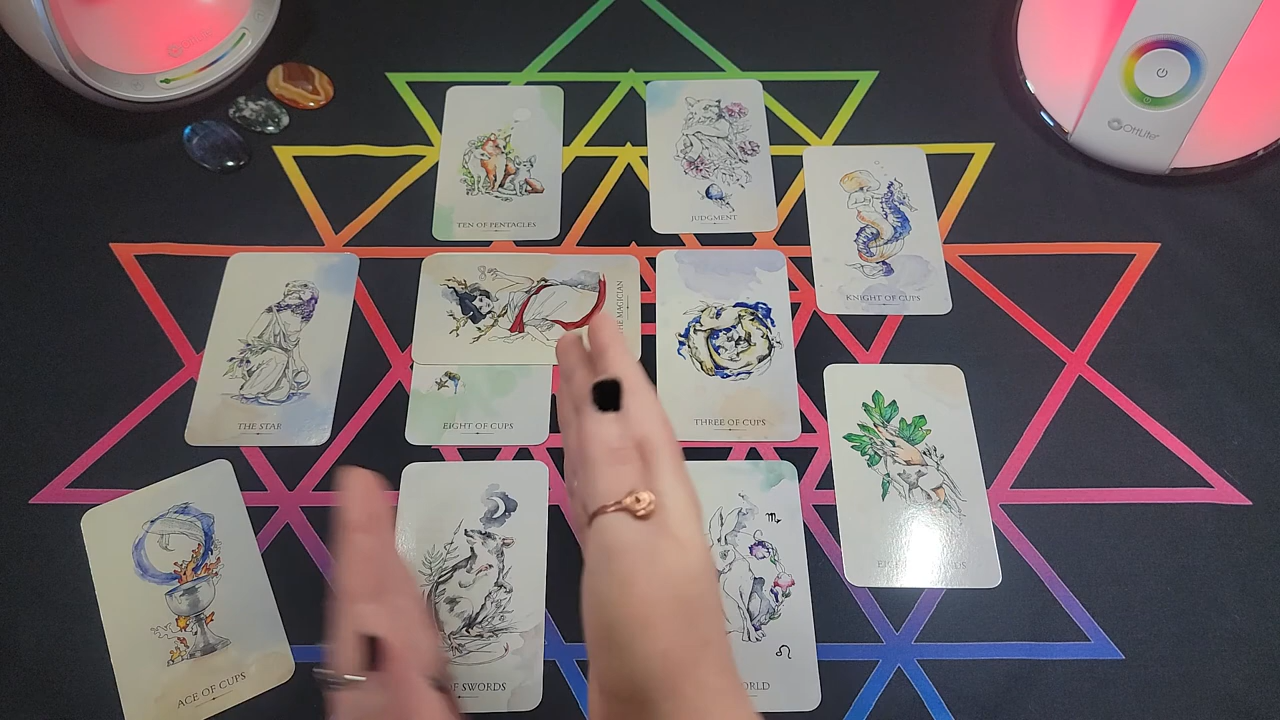 OttLite
TEN OF PENTACLES
JUDGMENT
KNIGHT OF CUPS
THE STAR
THE MAGICIAN
EIGHT OF CUPS
THREE OF CUPS
ACE OF CUPS
OF SWORDS
ORLD